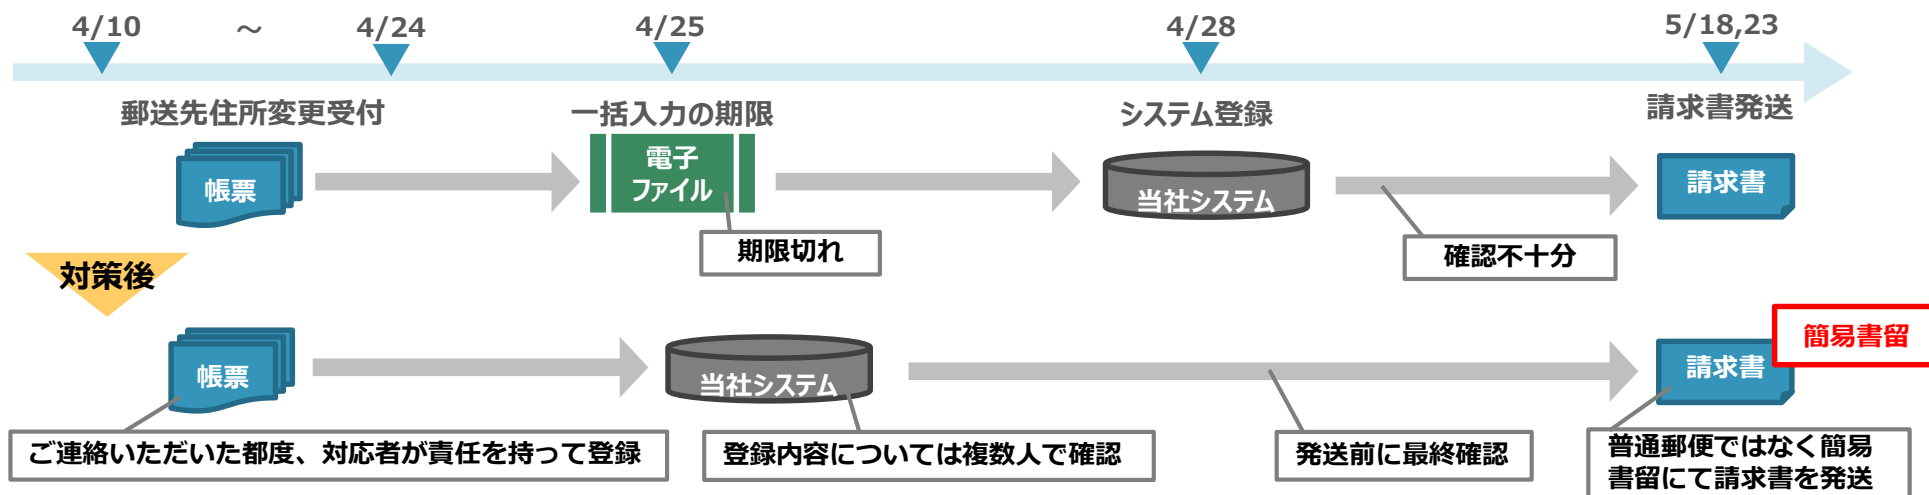 4/10 ～ 4/24 4/25 4/28 5/18,23
郵送先住所変更受付 一括入力の期限 システム登録 請求書発送
帳票
電子
ファイル
当社システム
請求書
期限切れ
確認不十分
対策後
帳票
当社システム
請求書
簡易書留
ご連絡いただいた都度、対応者が責任を持って登録
登録内容については複数人で確認
発送前に最終確認
普通郵便ではなく簡易
書留にて請求書を発送